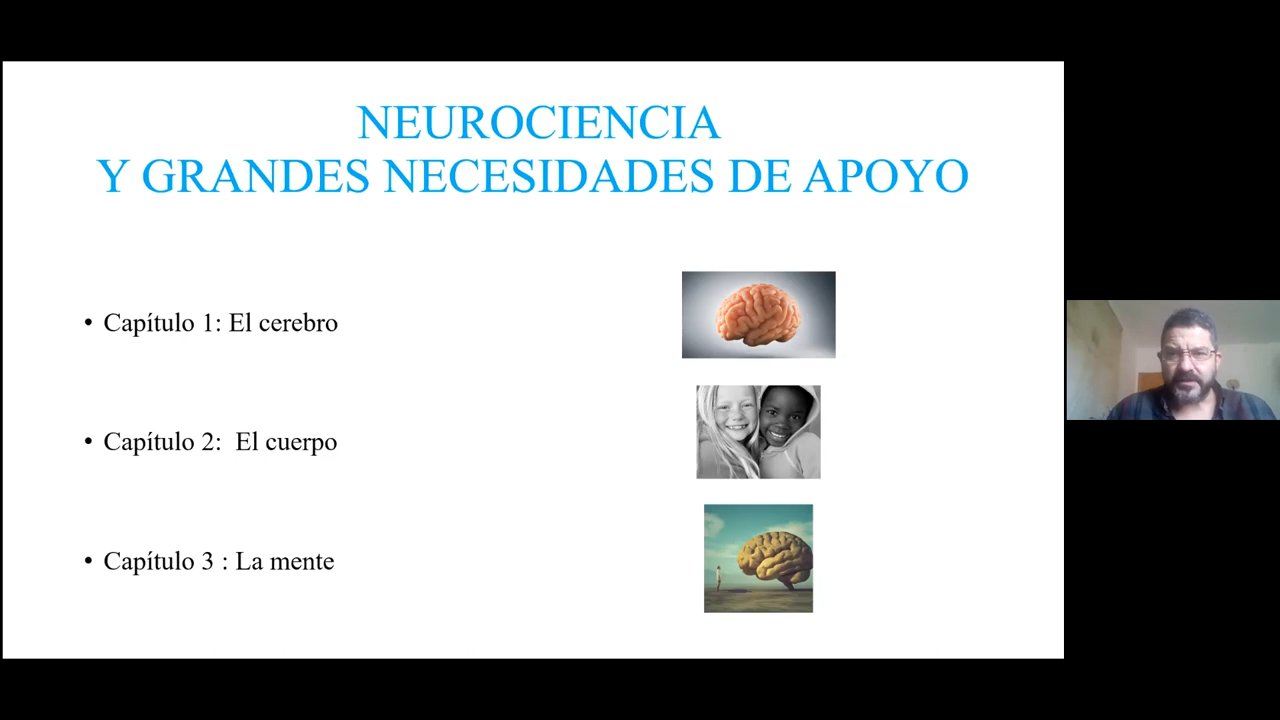 NEUROCIENCIA
Y GRANDES NECESIDADES DE APOYO
• Capítulo 1: El cerebro
• Capítulo 2:  El cuerpo
• Capítulo 3 : La mente